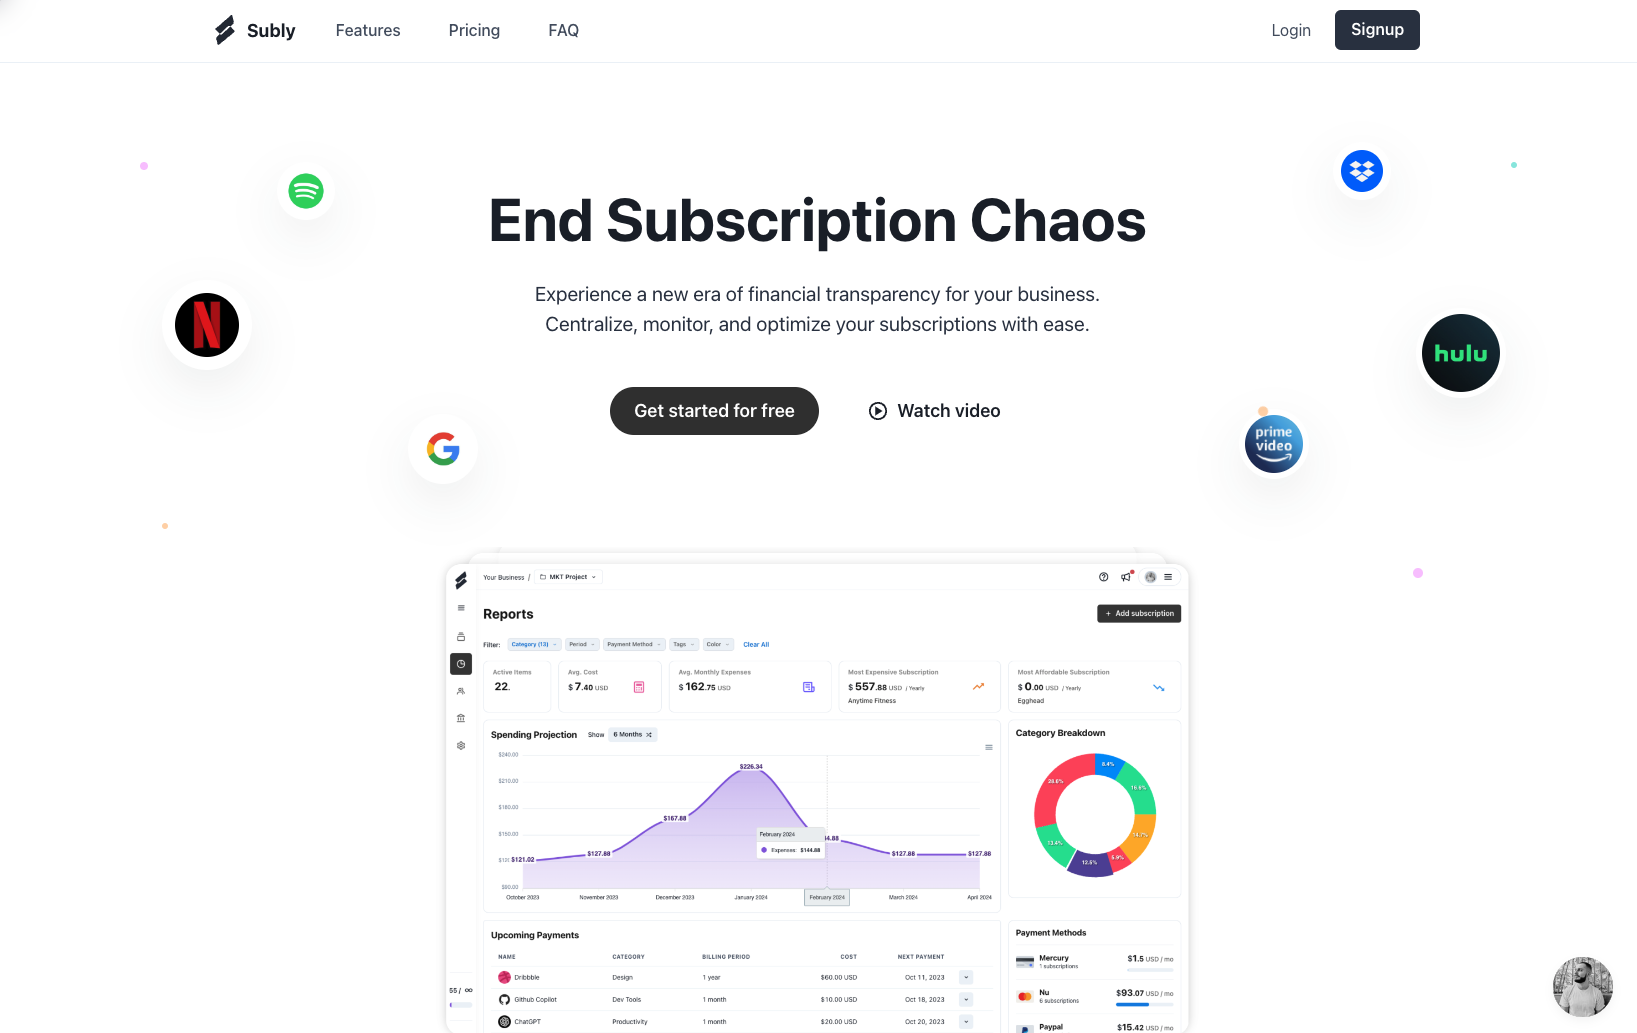 Subly
Features
Pricing
FAQ
Login
Signup
End Subscription Chaos
Experience a new era of financial transparency for your business.
Centralize, monitor, and optimize your subscriptions with ease.
Get started for free
Watch video
N
G
hulu
prime
video
Your Business /
MKT Project
Reports
+ Add subscription
Filter:
Category (13)
Period
Payment Method
Tags
Color
Clear All
Active Items
22.
Avg. Cost
$ 7.40 USD
Avg. Monthly Expenses
$ 162.75 USD
Most Expensive Subscription
$ 557.88 USD / Yearly
Anytime Fitness
Most Affordable Subscription
$ 0.00 USD / Yearly
Egghead
Spending Projection
Show
6 Months
$240.00
$210.00
$180.00
$150.00
$90.00
$121.02
$127.88
$167.88
$226.34
4.88
$127.88
$127.88
February 2024
Expenses: $144.88
October 2023
November 2023
December 2023
January 2024
February 2024
March 2024
April 2024
Category Breakdown
8.4%
14.7%
5.9%
12.5%
13.4%
Upcoming Payments
NAME
CATEGORY
BILLING PERIOD
COST
NEXT PAYMENT
Dribbble
Design
1 year
$60.00 USD
Oct 11, 2023
Github Copilot
Dev Tools
1 month
$10.00 USD
Oct 18, 2023
ChatGPT
Productivity
1 month
$20.00 USD
Oct 20, 2023
Payment Methods
Mercury
1 subscriptions
$1.5 USD / mo
Nu
6 subscriptions
$93.07 USD / mo
Paypal
$15.42 USD / mo
55 / ∞